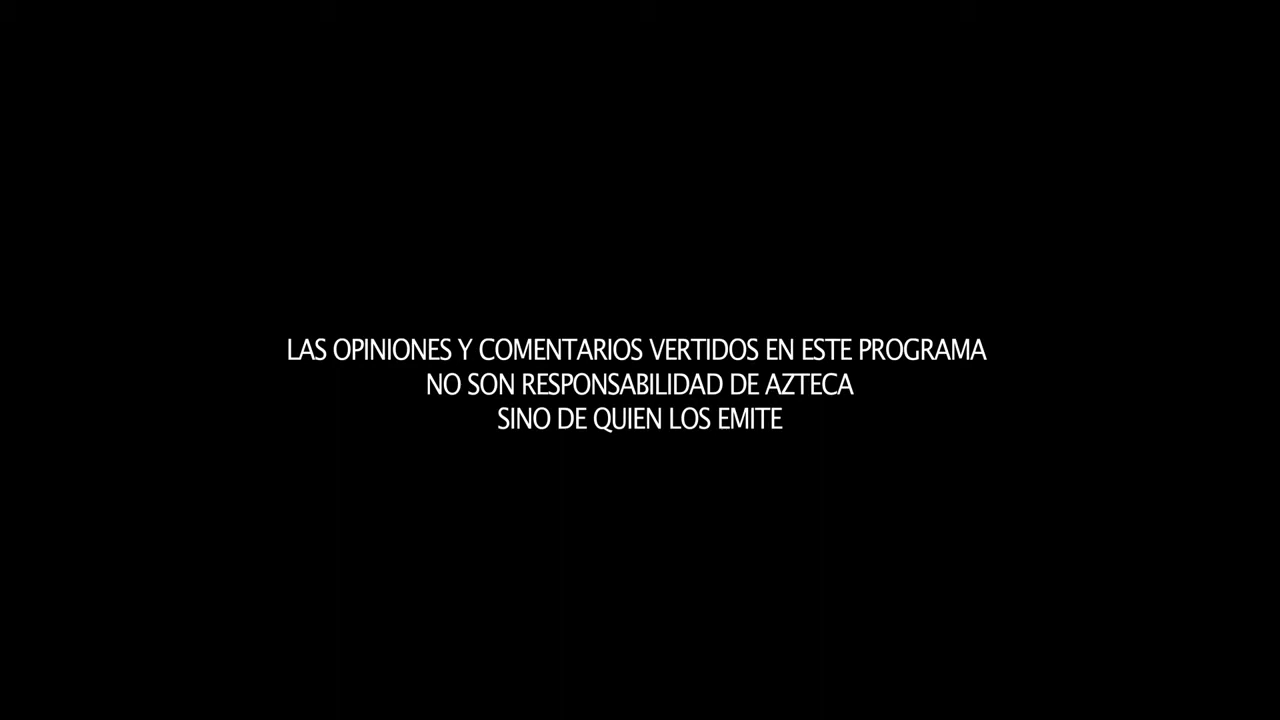 LAS OPINIONES Y COMENTARIOS VERTIDOS EN ESTE PROGRAMA
NO SON RESPONSABILIDAD DE AZTECA
SINO DE QUIEN LOS EMITE